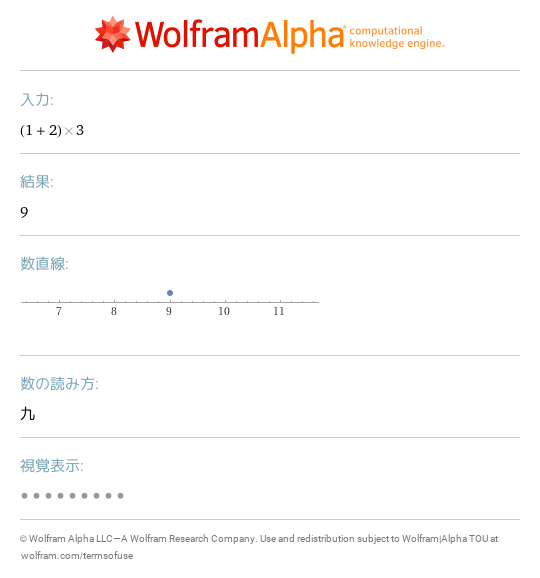 WolframAlpha computational
knowledge engine.
入力:
(1 + 2) × 3
結果:
9
数直線:
7 8 9 10 11
数の読み方:
九
視覚表示:
© Wolfram Alpha LLC—A Wolfram Research Company. Use and redistribution subject to Wolfram|Alpha TOU at
wolfram.com/termsofuse